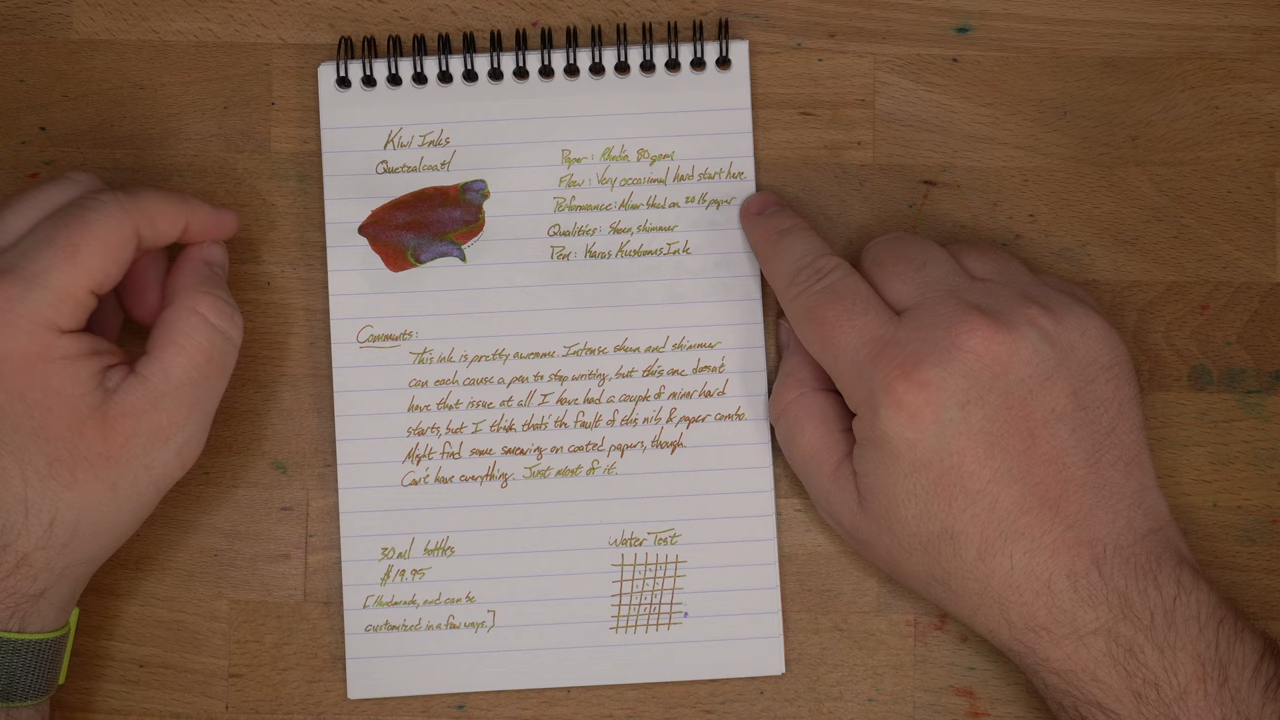 Kiwi Inks
Quetzalcoatl
Paper: Rhodia 80gsm
Flow: Very occasional hard start here.
Performance: Minor shed on 20 lb paper
Qualities: Sheen, shimmer
Pen: Karas Kustoms Ink
Comments:
This ink is pretty awesome. Intense sheen and shimmer
can each cause a pen to stop writing, but this one doesn't
have that issue at all I have had a couple of minor hard
starts, but I think that's the fault of this nib & paper combo.
Might find some smearing on coated papers, though.
Can't have everything. Just most of it.
30ml bottles
$19.95
[Handmade, and can be
customized in a few ways.]
Water Test